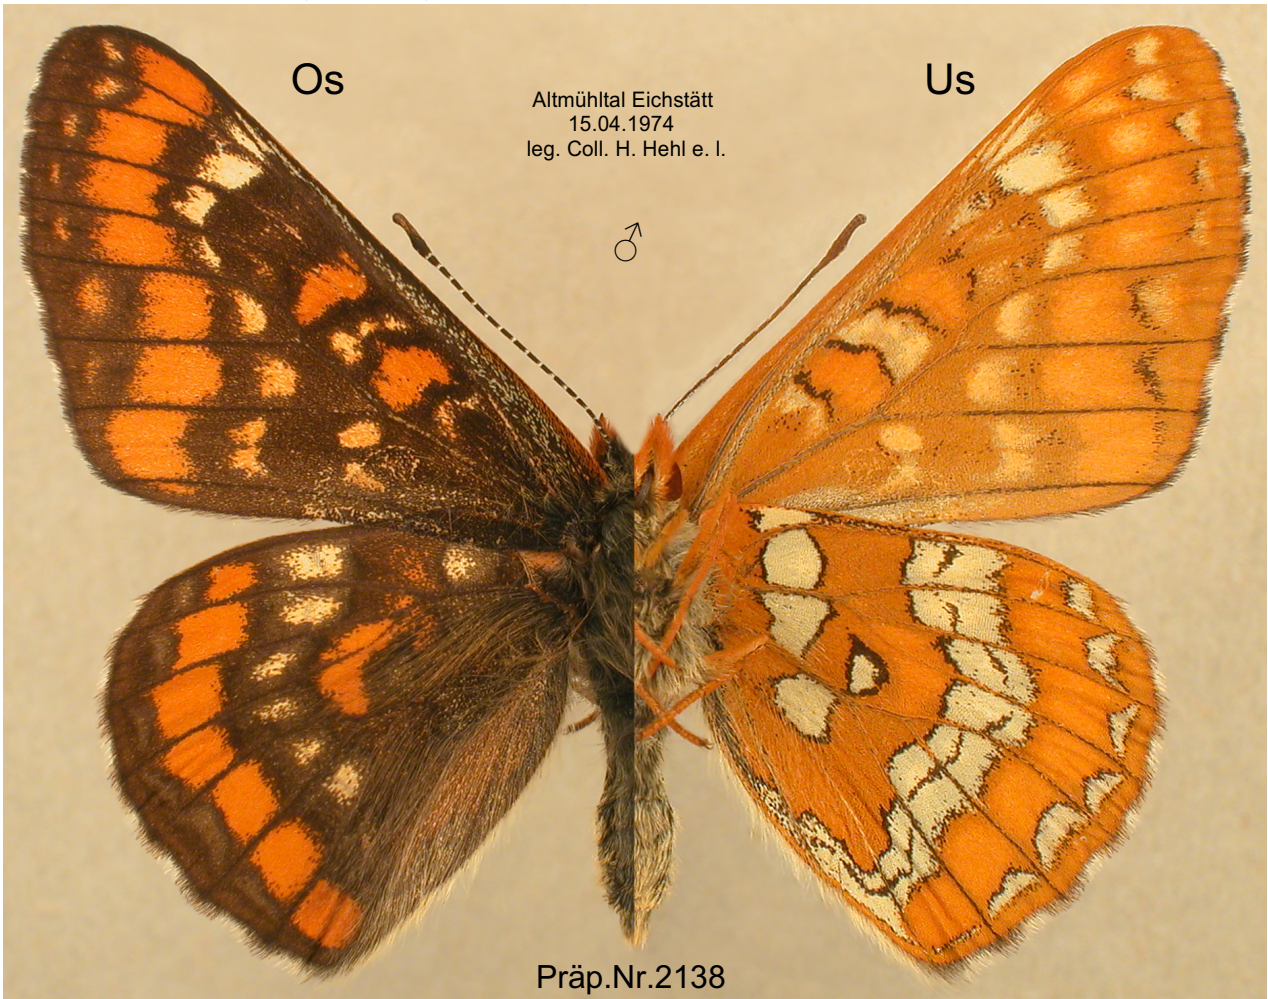 Os
Us
Altmühltal Eichstätt
15.04.1974
leg. Coll. H. Hehl e. l.
♂
Präp.Nr.2138